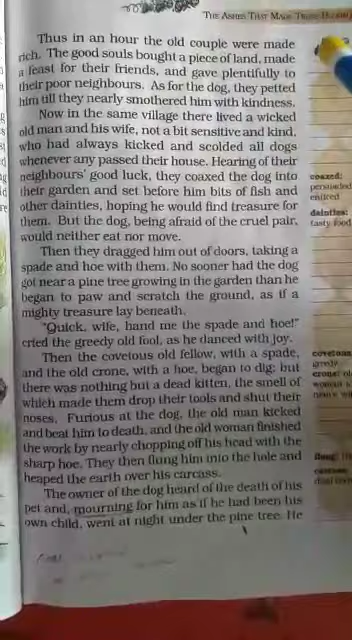 THE ASHES THAT MADE TREES BLOOM
Thus in an hour the old couple were made
rich. The good souls bought a piece of land, made
a feast for their friends, and gave plentifully to
their poor neighbours. As for the dog, they petted
him till they nearly smothered him with kindness.
Now in the same village there lived a wicked
old man and his wife, not a bit sensitive and kind,
who had always kicked and scolded all dogs
whenever any passed their house. Hearing of their
neighbours' good luck, they coaxed the dog into
their garden and set before him bits of fish and
other dainties, hoping he would find treasure for
them. But the dog, being afraid of the cruel pair,
would neither eat nor move.
Then they dragged him out of doors, taking a
spade and hoe with them. No sooner had the dog
got near a pine tree growing in the garden than he
began to paw and scratch the ground, as if a
mighty treasure lay beneath.
"Quick, wife, hand me the spade and hoe!"
cried the greedy old fool, as he danced with joy.
Then the covetous old fellow, with a spade,
and the old crone, with a hoe, began to dig; but
there was nothing but a dead kitten, the smell of
which made them drop their tools and shut their
noses. Furious at the dog, the old man kicked
and beat him to death, and the old woman finished
the work by nearly chopping off his head with the
sharp hoe. They then flung him into the hole and
heaped the earth over his carcass.
The owner of the dog heard of the death of his
pet and, mourning for him as if he had been his
own child, went at night under the pine tree. He
coaxed:
persuaded
enticed
dainties:
tasty food
covetous
greedy
crone: ol
woman
flung:
carcass